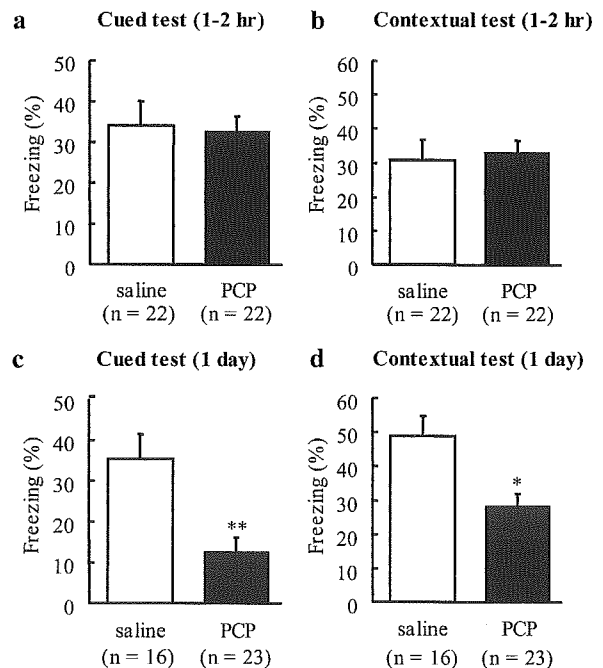 a Cued test (1-2 hr)
50
40
30
20
10
0
Freezing (%)
saline PCP
(n = 22) (n = 22)
b Contextual test (1-2 hr)
60
50
40
30
20
10
0
Freezing (%)
saline PCP
(n = 22) (n = 22)
c Cued test (1 day)
50
40
30
20
10
0
Freezing (%)
**
saline PCP
(n = 16) (n = 23)
d Contextual test (1 day)
60
50
40
30
20
10
0
Freezing (%)
*
saline PCP
(n = 16) (n = 23)